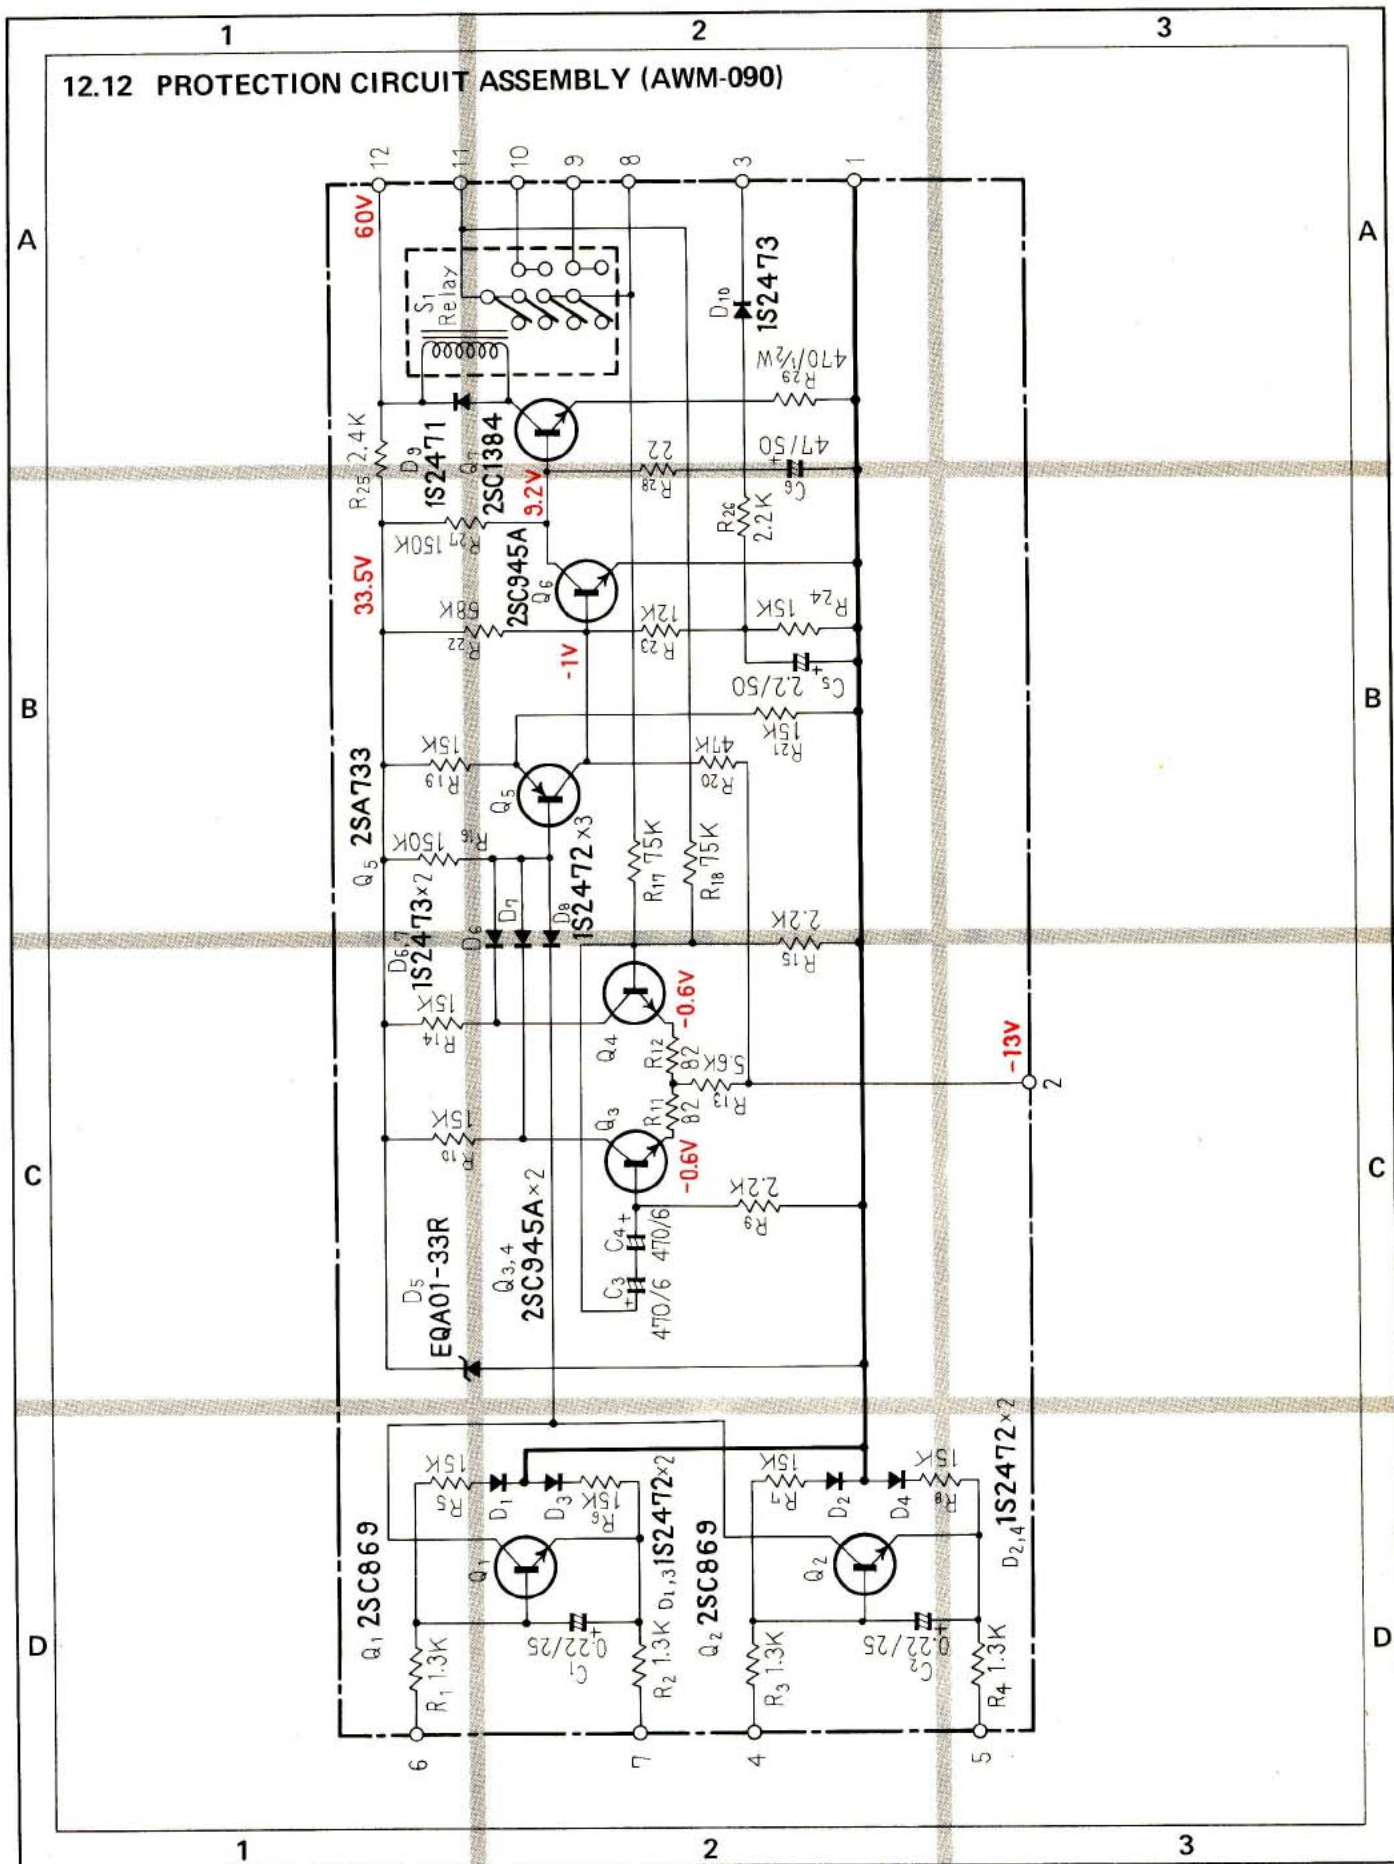 1 2 3
12.12 PROTECTION CIRCUIT ASSEMBLY (AWM-090)
12 11 10 9 8 3 1
60V
A A
S1
Relay
D10
1S2473
470/½W
R29
R25 2.4K
D9
1S2471
Q7
2SC1384
9.2V
22
R28
47/50
+
C6
R26
2.2K
150K
R27
33.5V
2SC945A
Q6
68K
R22
12K
R23
15K
R24
-1V
2.2/50
+
C5
B B
15K
R21
15K
R19
47K
R20
2SA733
Q5
Q5
150K
R16
1S2472 ×3
R17 75K
R18 75K
D6,7
1S2473×2
D6
D7
D8
2.2K
R15
15K
R14
Q4
-0.6V
R12
82
5.6K
R13
R11
82
-13V
2
15K
R10
Q3
-0.6V
C C
2.2K
R9
C4 +
470/6
C3
+
470/6
Q3,4
2SC945A×2
D5
EQA01-33R
15K
R5
D1
D3
15K
R6
15K
R7
D2
D4
15K
R8
D2,4 1S2472×2
Q1 2SC869
Q1
D1,3 1S2472×2
Q2 2SC869
Q2
0.22/25
+
C1
0.22/25
+
C2
D D
R1 1.3K
R2 1.3K
R3 1.3K
R4 1.3K
6 7 4 5
1 2 3